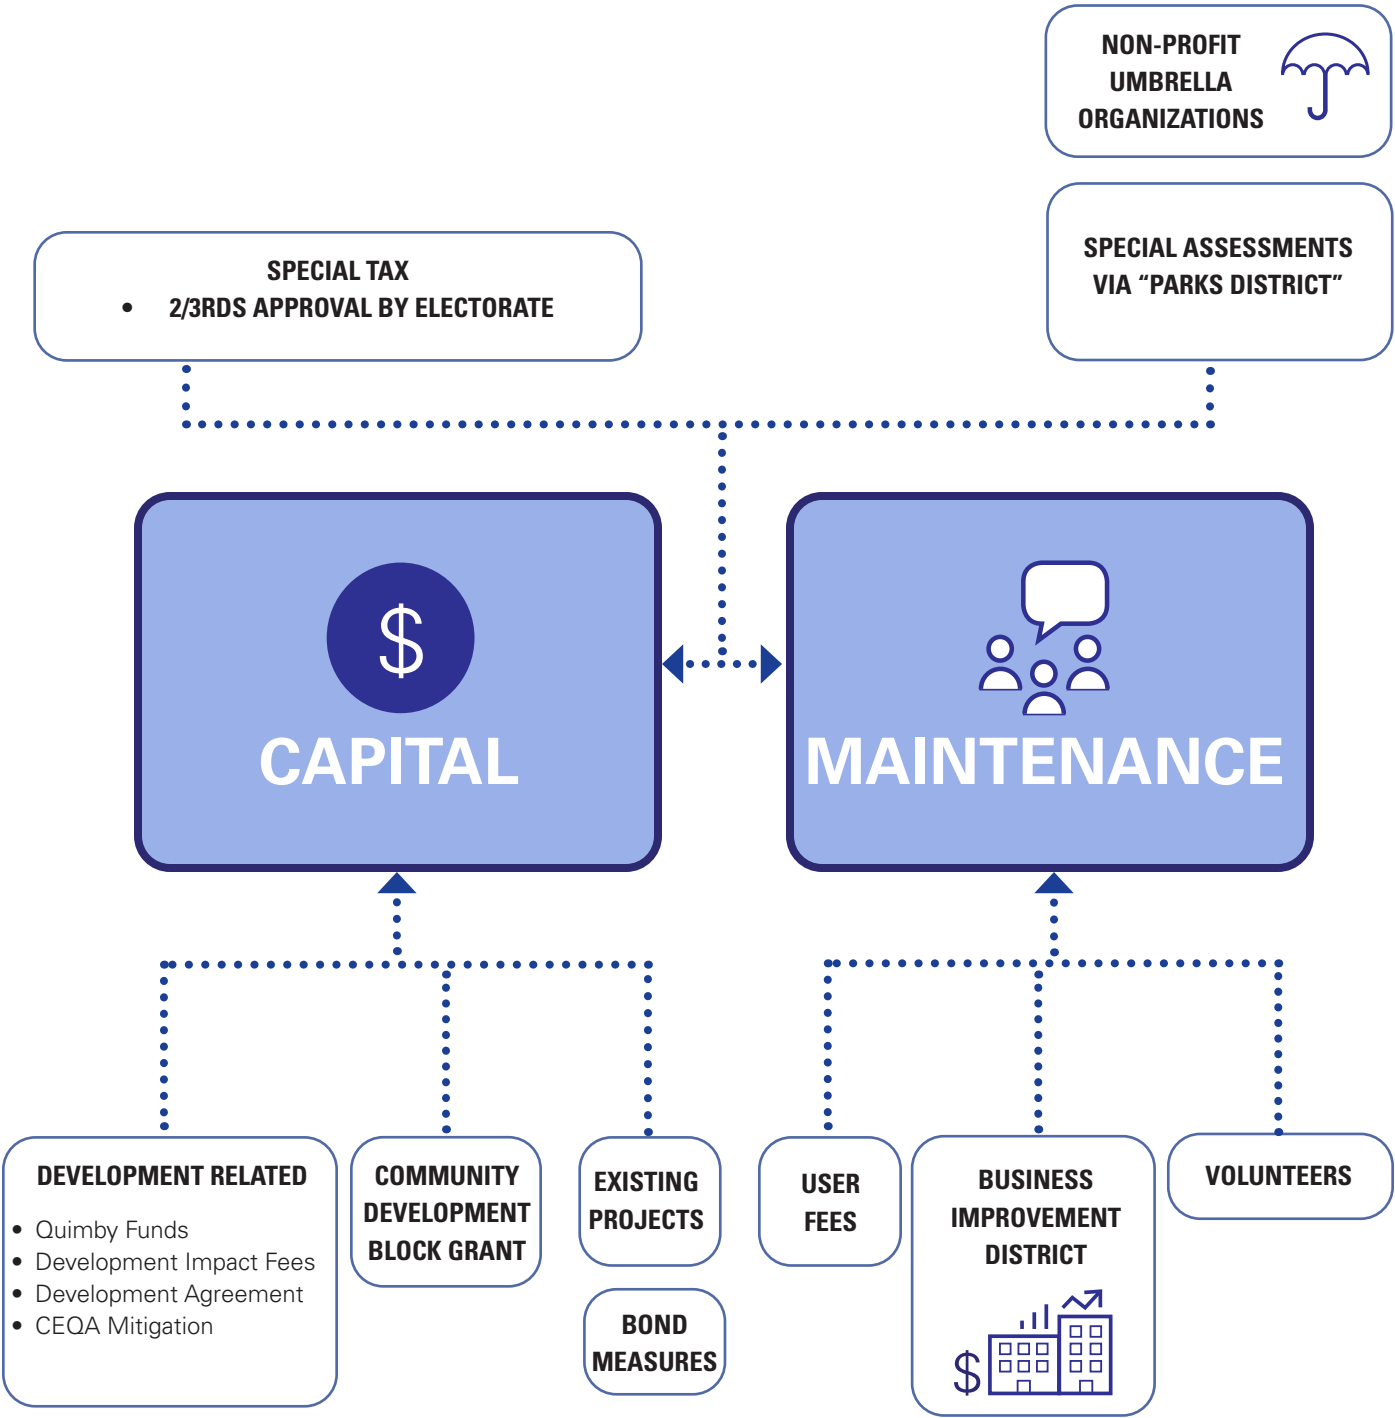 NON-PROFIT
UMBRELLA
ORGANIZATIONS
SPECIAL ASSESSMENTS
VIA “PARKS DISTRICT”
SPECIAL TAX
• 2/3RDS APPROVAL BY ELECTORATE
$
CAPITAL
MAINTENANCE
DEVELOPMENT RELATED
• Quimby Funds
• Development Impact Fees
• Development Agreement
• CEQA Mitigation
COMMUNITY
DEVELOPMENT
BLOCK GRANT
EXISTING
PROJECTS
BOND
MEASURES
USER
FEES
BUSINESS
IMPROVEMENT
DISTRICT
$
VOLUNTEERS